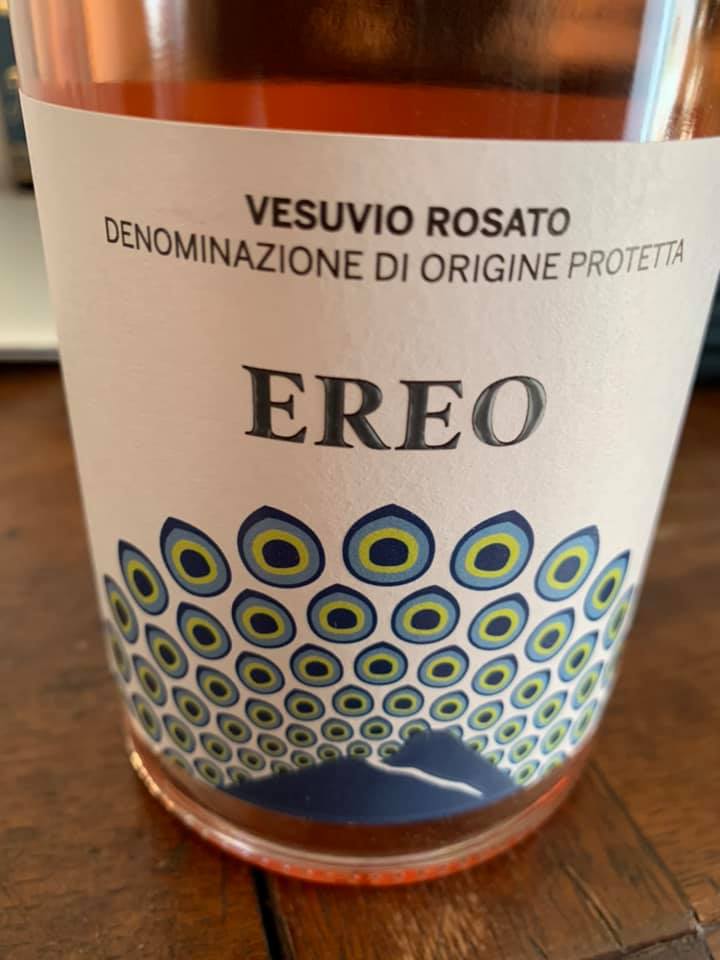 VESUVIO ROSATO
DENOMINAZIONE DI ORIGINE PROTETTA
EREO